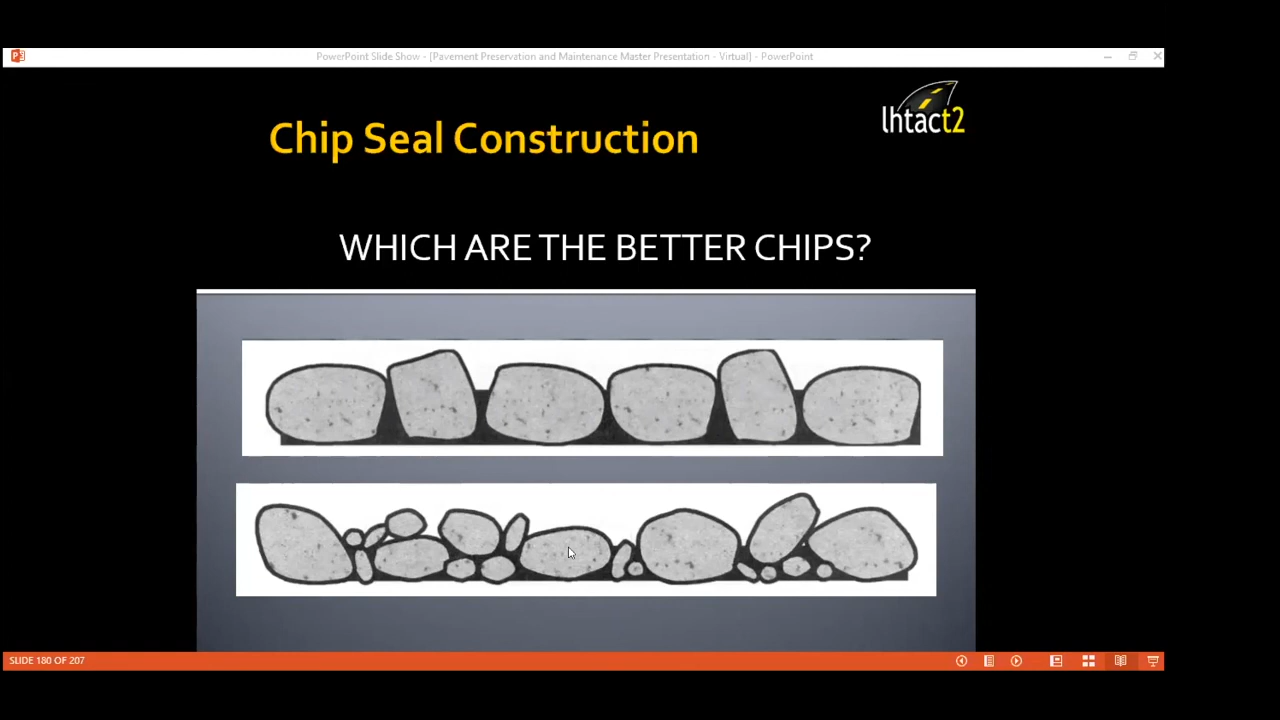 PowerPoint Slide Show - [Pavement Preservation and Maintenance Master Presentation - Virtual] - PowerPoint
lhtact2
Chip Seal Construction
WHICH ARE THE BETTER CHIPS?
SLIDE 180 OF 207